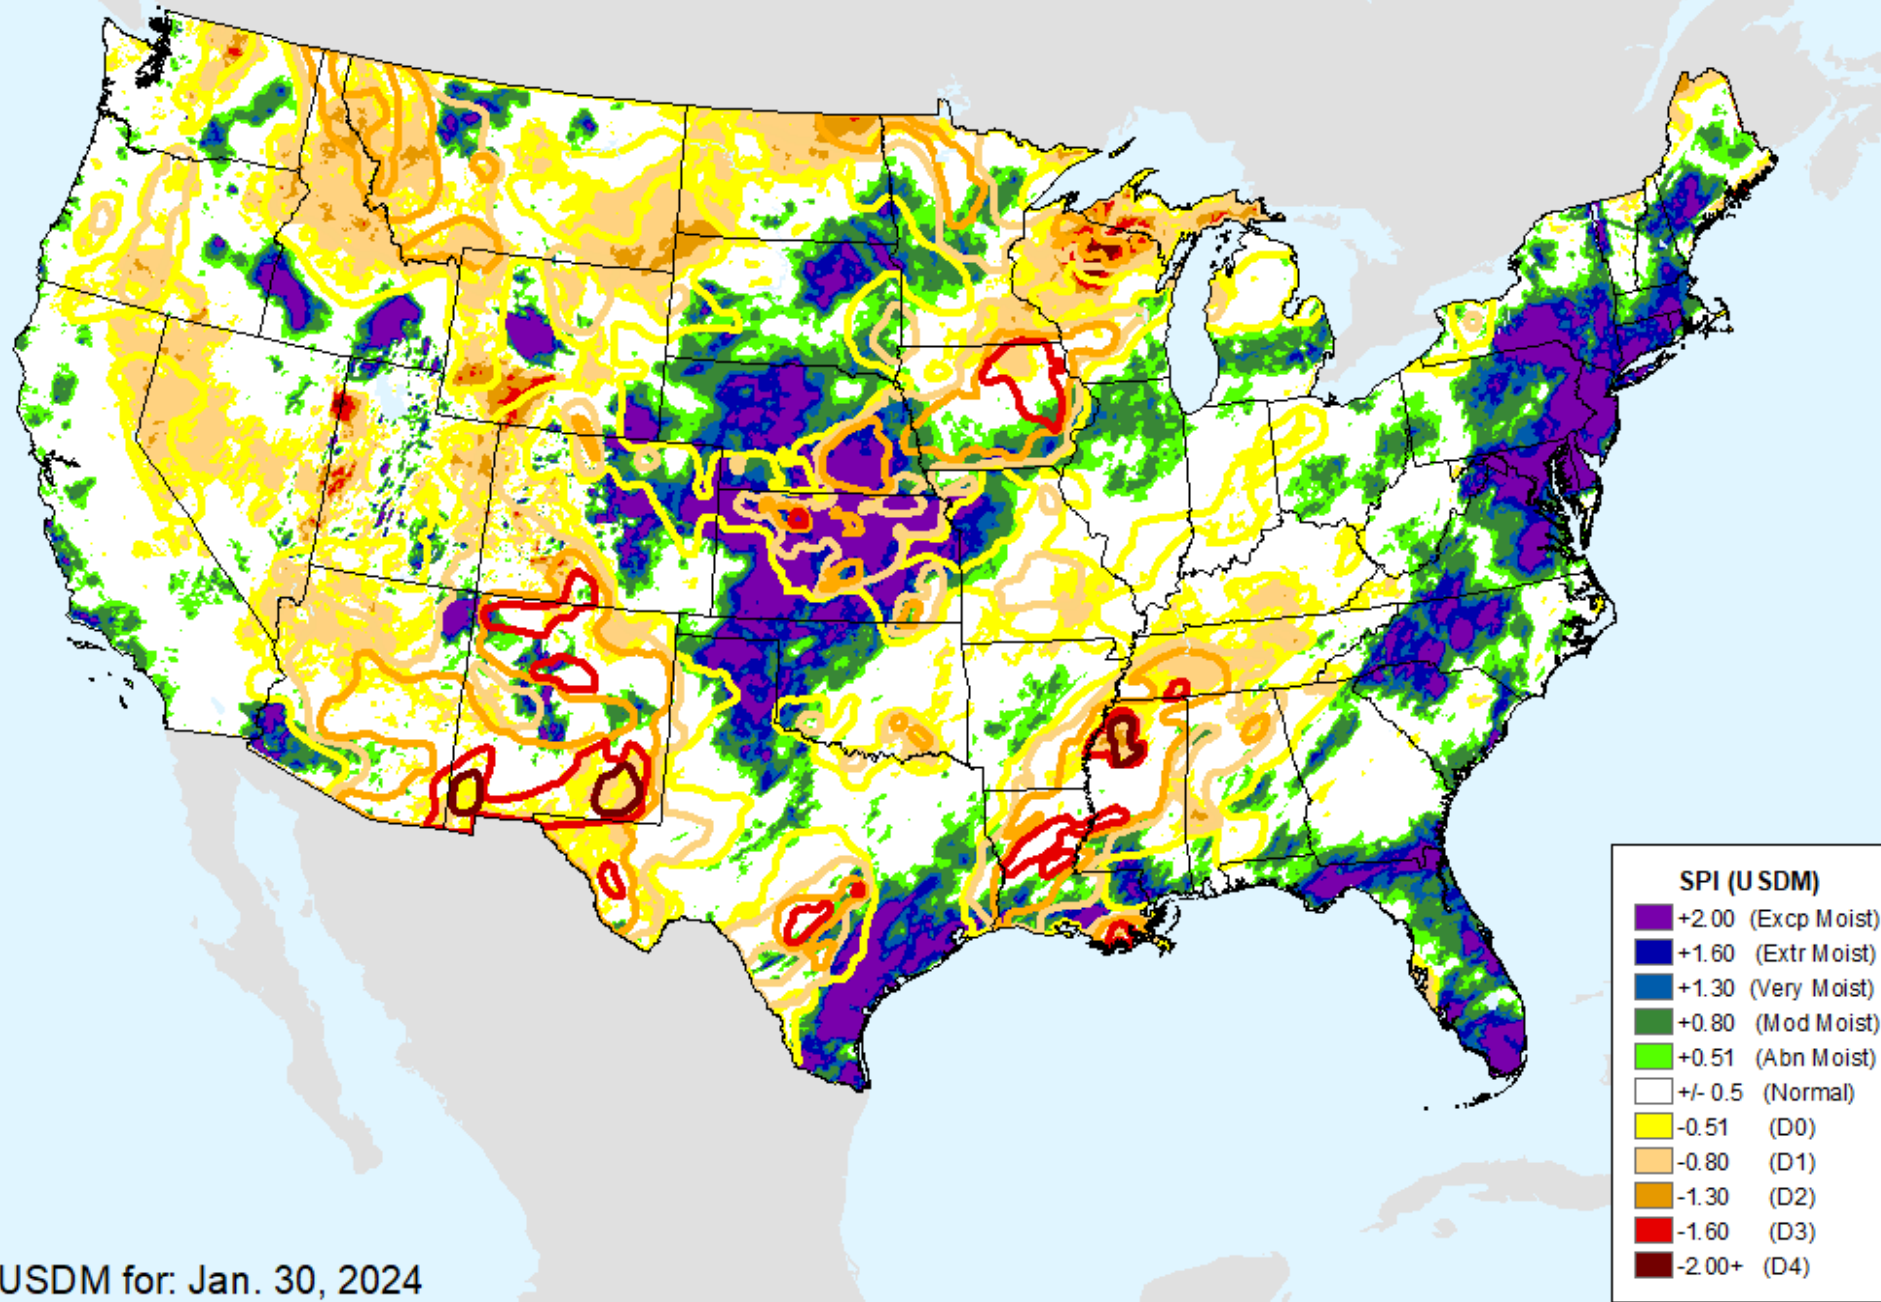 SPI (USDM)
+2.00 (Excp Moist)
+1.60 (Extr Moist)
+1.30 (Very Moist)
+0.80 (Mod Moist)
+0.51 (Abn Moist)
+/- 0.5 (Normal)
-0.51 (D0)
-0.80 (D1)
-1.30 (D2)
-1.60 (D3)
-2.00+ (D4)
USDM for: Jan. 30, 2024